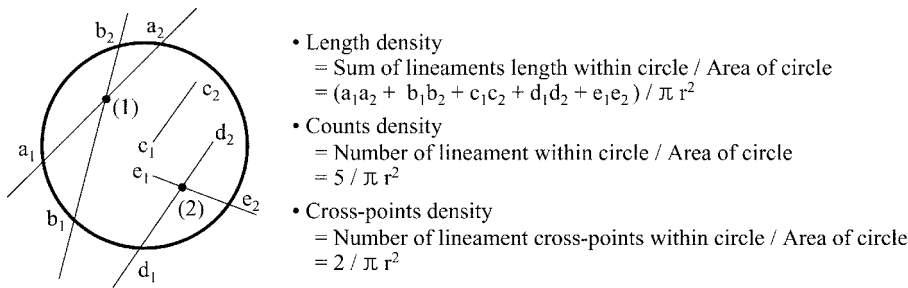 b₂ a₂
c₂
(1)
c₁ d₂
a₁
e₁
e₂
(2)
b₁
d₁
• Length density
= Sum of lineaments length within circle / Area of circle
= (a₁a₂ + b₁b₂ + c₁c₂ + d₁d₂ + e₁e₂ ) / π r²
• Counts density
= Number of lineament within circle / Area of circle
= 5 / π r²
• Cross-points density
= Number of lineament cross-points within circle / Area of circle
= 2 / π r²